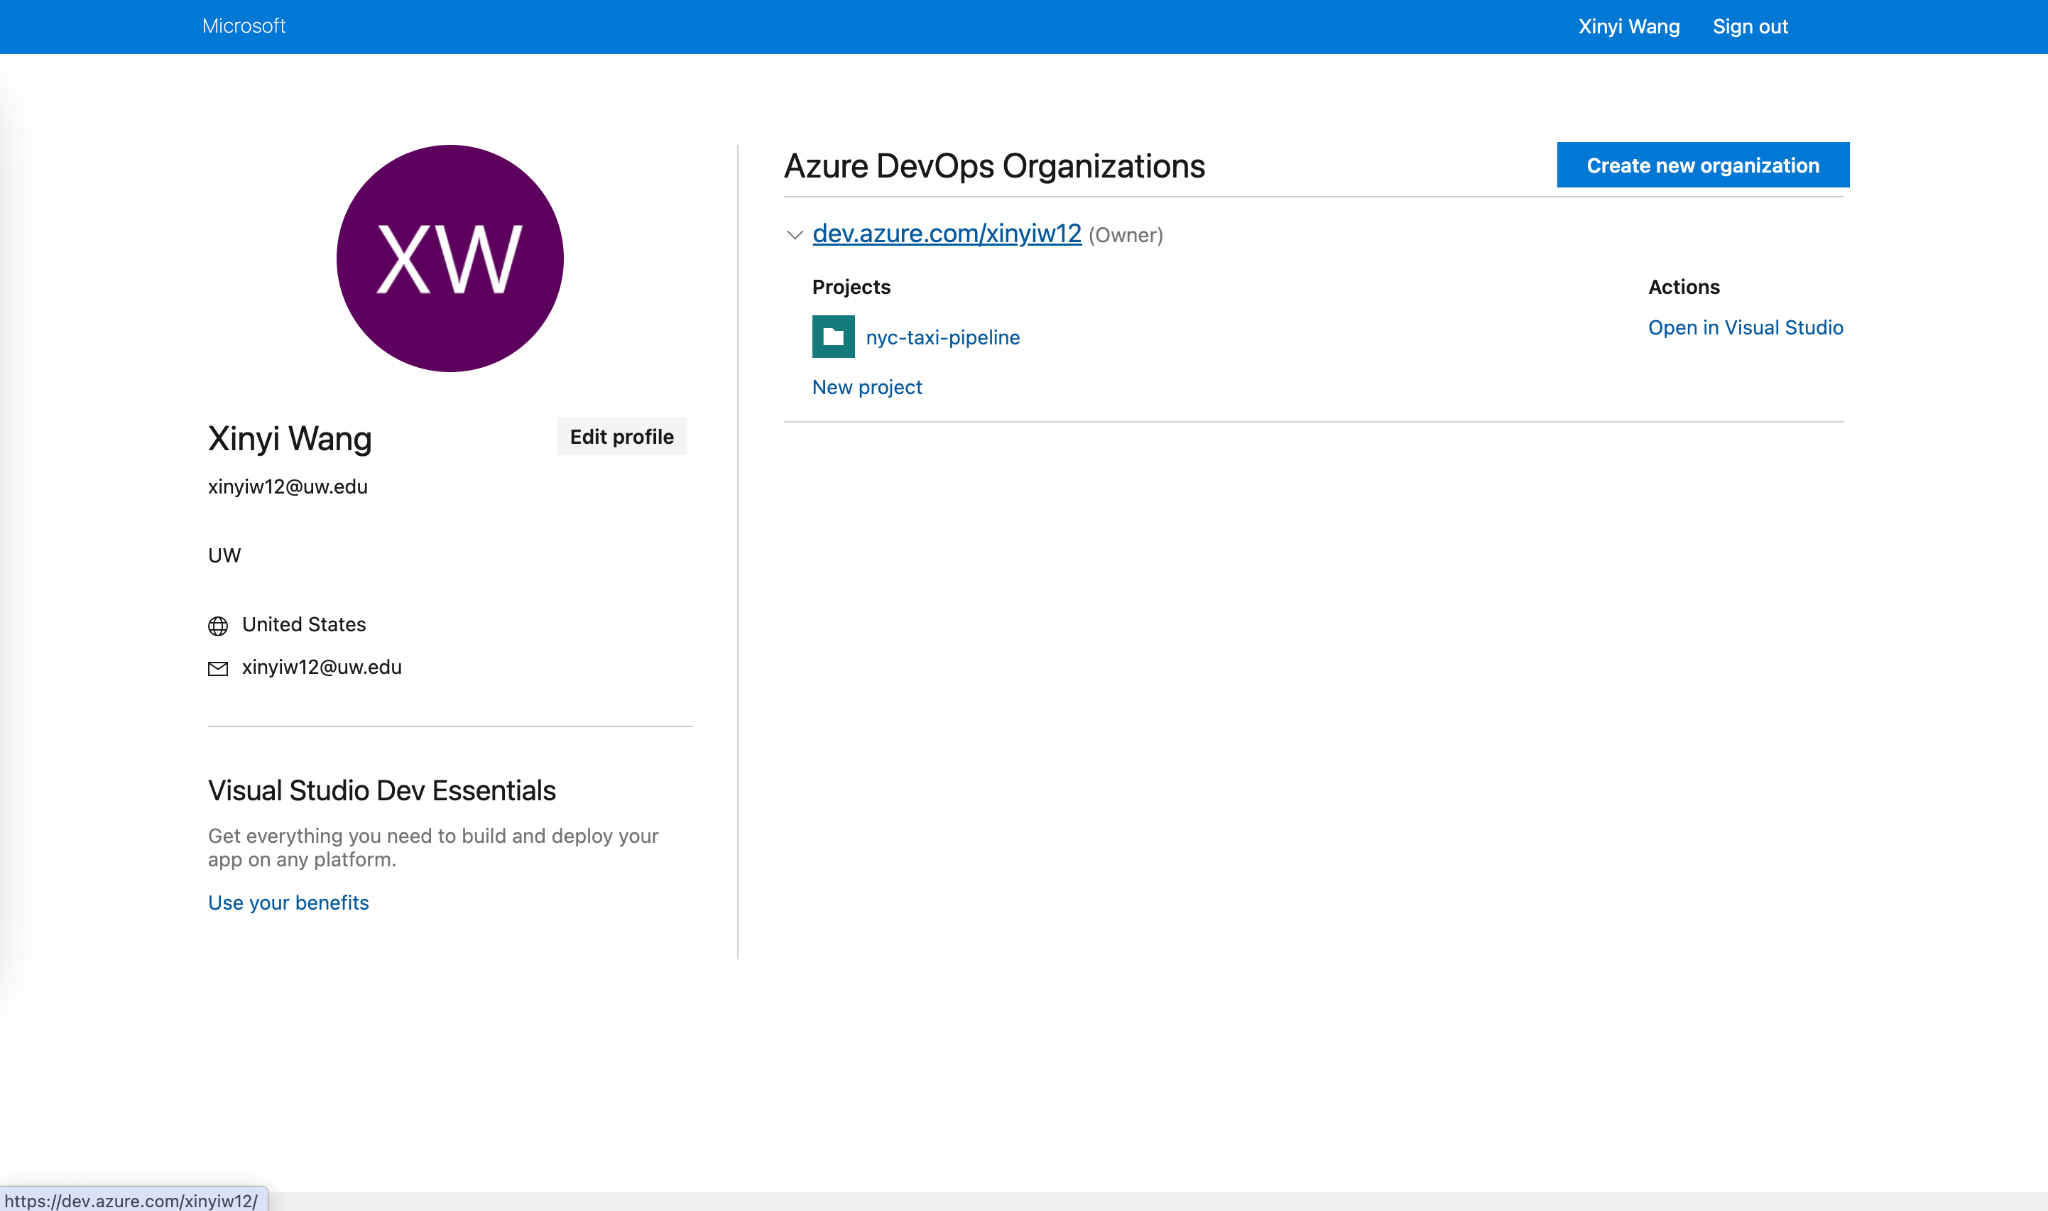 Microsoft
Xinyi Wang
Sign out
XW
Xinyi Wang
Edit profile
xinyiw12@uw.edu
UW
United States
xinyiw12@uw.edu
Visual Studio Dev Essentials
Get everything you need to build and deploy your
app on any platform.
Use your benefits
Azure DevOps Organizations
Create new organization
dev.azure.com/xinyiw12 (Owner)
Projects
Actions
nyc-taxi-pipeline
Open in Visual Studio
New project
https://dev.azure.com/xinyiw12/